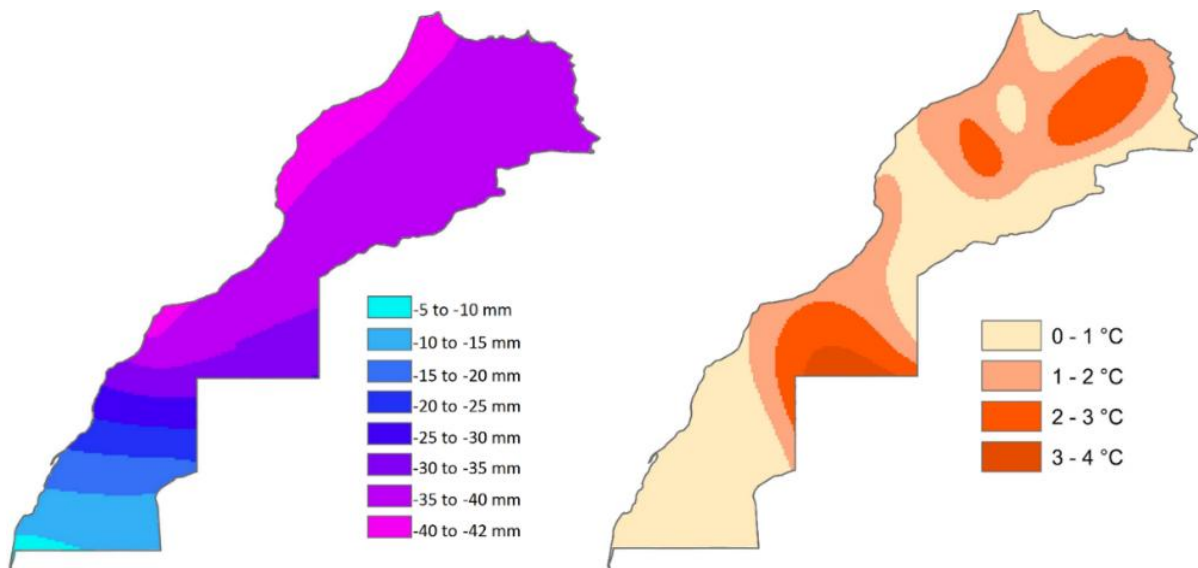 -5 to -10 mm
-10 to -15 mm
-15 to -20 mm
-20 to -25 mm
-25 to -30 mm
-30 to -35 mm
-35 to -40 mm
-40 to -42 mm
0 - 1 °C
1 - 2 °C
2 - 3 °C
3 - 4 °C